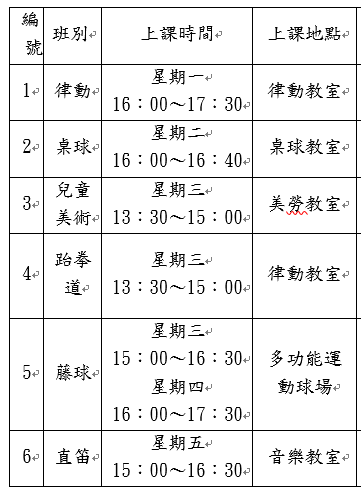 編號 班別 上課時間 上課地點
1 律動 星期一 16：00～17：30 律動教室
2 桌球 星期二 16：00～16：40 桌球教室
3 兒童美術 星期三 13：30～15：00 美勞教室
4 跆拳道 星期三 13：30～15：00 律動教室
5 藤球 星期三 15：00～16：30 星期四 16：00～17：30 多功能運動球場
6 直笛 星期五 15：00～16：30 音樂教室